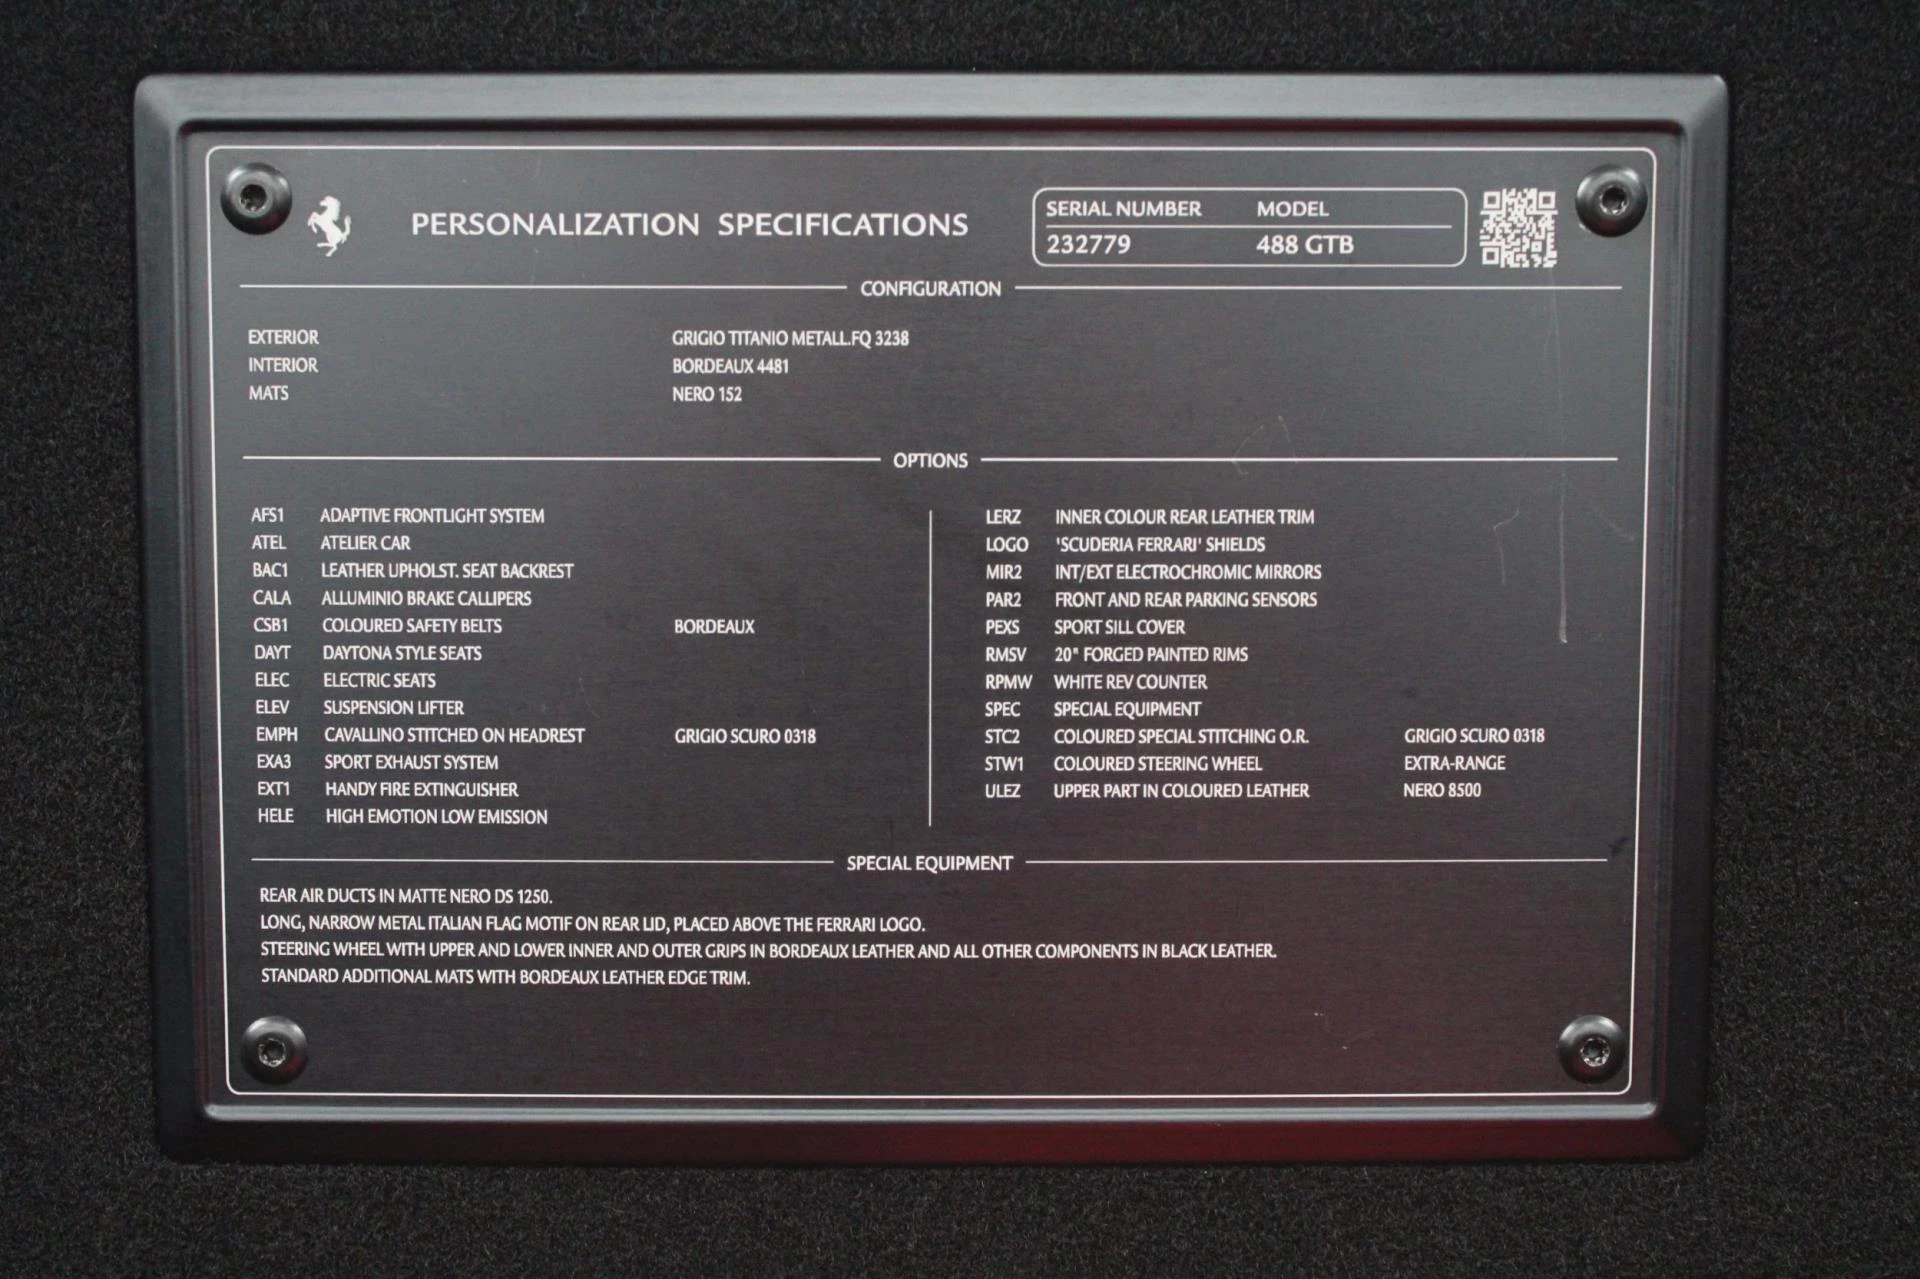 PERSONALIZATION SPECIFICATIONS
SERIAL NUMBER MODEL
232779 488 GTB
CONFIGURATION
EXTERIOR GRIGIO TITANIO METALL.FQ 3238
INTERIOR BORDEAUX 4481
MATS NERO 152
OPTIONS
AFS1 ADAPTIVE FRONTLIGHT SYSTEM
ATEL ATELIER CAR
BAC1 LEATHER UPHOLST. SEAT BACKREST
CALA ALLUMINIO BRAKE CALLIPERS
CSB1 COLOURED SAFETY BELTS BORDEAUX
DAYT DAYTONA STYLE SEATS
ELEC ELECTRIC SEATS
ELEV SUSPENSION LIFTER
EMPH CAVALLINO STITCHED ON HEADREST GRIGIO SCURO 0318
EXA3 SPORT EXHAUST SYSTEM
EXT1 HANDY FIRE EXTINGUISHER
HELE HIGH EMOTION LOW EMISSION
LERZ INNER COLOUR REAR LEATHER TRIM
LOGO 'SCUDERIA FERRARI' SHIELDS
MIR2 INT/EXT ELECTROCHROMIC MIRRORS
PAR2 FRONT AND REAR PARKING SENSORS
PEXS SPORT SILL COVER
RMSV 20" FORGED PAINTED RIMS
RPMW WHITE REV COUNTER
SPEC SPECIAL EQUIPMENT
STC2 COLOURED SPECIAL STITCHING O.R. GRIGIO SCURO 0318
STW1 COLOURED STEERING WHEEL EXTRA-RANGE
ULEZ UPPER PART IN COLOURED LEATHER NERO 8500
SPECIAL EQUIPMENT
REAR AIR DUCTS IN MATTE NERO DS 1250.
LONG, NARROW METAL ITALIAN FLAG MOTIF ON REAR LID, PLACED ABOVE THE FERRARI LOGO.
STEERING WHEEL WITH UPPER AND LOWER INNER AND OUTER GRIPS IN BORDEAUX LEATHER AND ALL OTHER COMPONENTS IN BLACK LEATHER.
STANDARD ADDITIONAL MATS WITH BORDEAUX LEATHER EDGE TRIM.